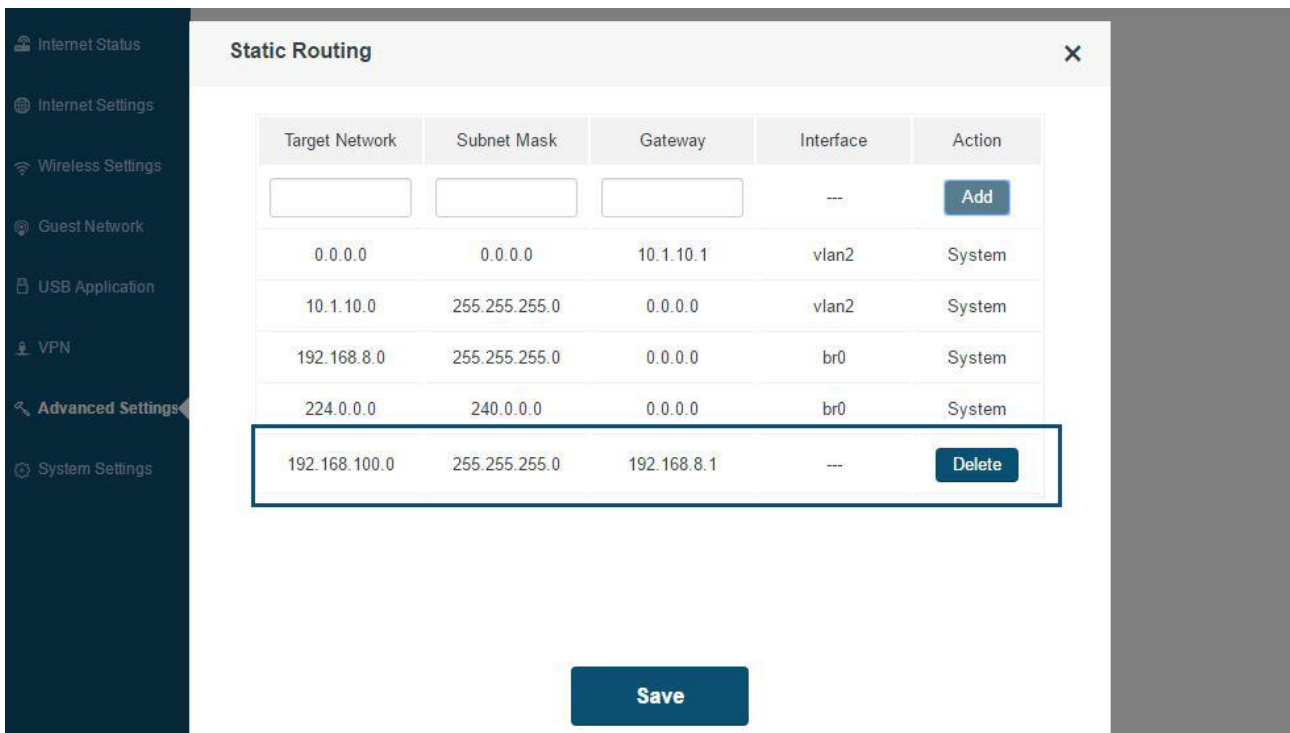 Internet Status
Internet Settings
Wireless Settings
Guest Network
USB Application
VPN
Advanced Settings
System Settings
Static Routing
Target Network Subnet Mask Gateway Interface Action
--- Add
0.0.0.0 0.0.0.0 10.1.10.1 vlan2 System
10.1.10.0 255.255.255.0 0.0.0.0 vlan2 System
192.168.8.0 255.255.255.0 0.0.0.0 br0 System
224.0.0.0 240.0.0.0 0.0.0.0 br0 System
192.168.100.0 255.255.255.0 192.168.8.1 --- Delete
Save